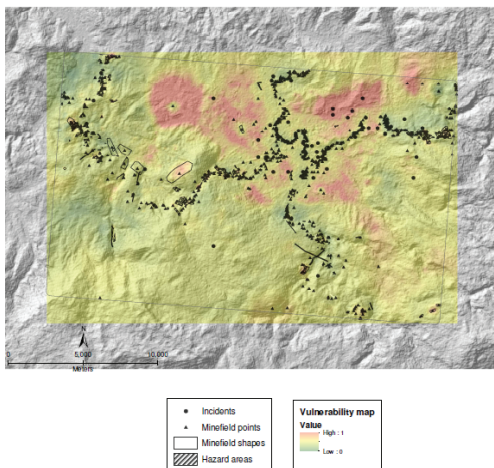 N
0 5,000 10,000
Meters
Incidents
Minefield points
Minefield shapes
Hazard areas
Vulnerability map
Value
High : 1
Low : 0